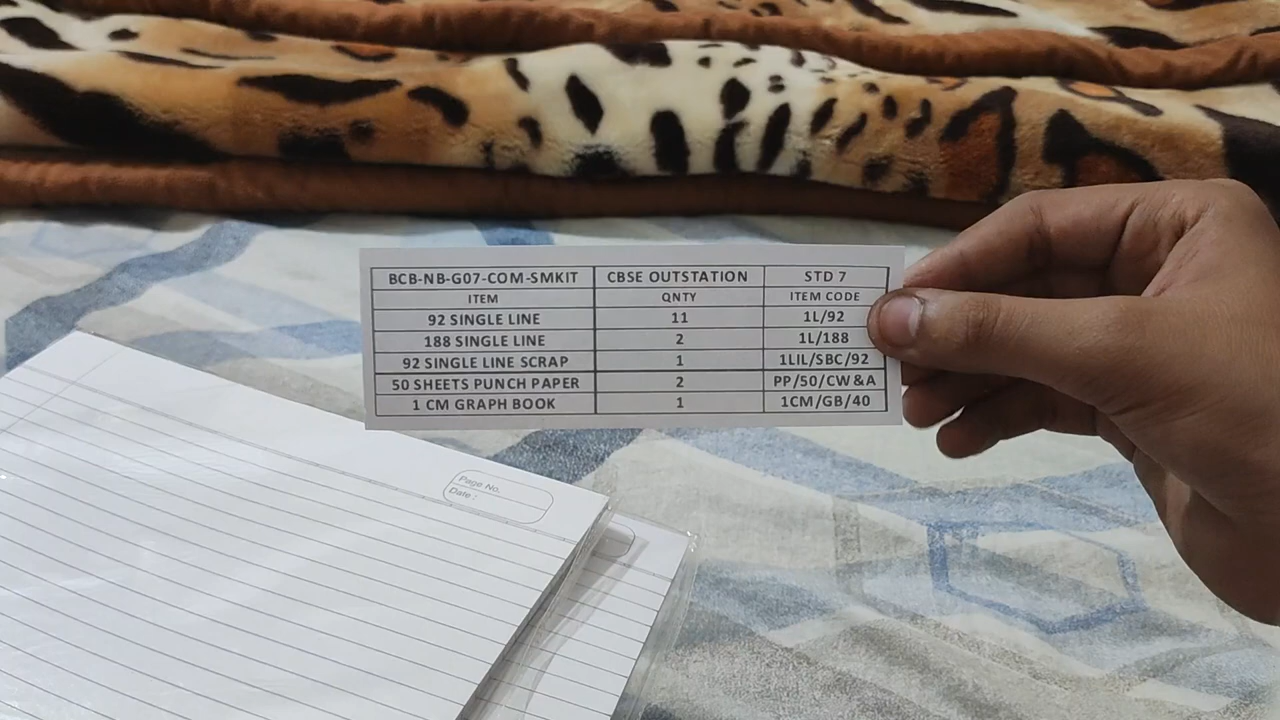 BCB-NB-G07-COM-SMKIT CBSE OUTSTATION STD 7
ITEM QNTY ITEM CODE
92 SINGLE LINE 11 1L/92
188 SINGLE LINE 2 1L/188
92 SINGLE LINE SCRAP 1 1LIL/SBC/92
50 SHEETS PUNCH PAPER 2 PP/50/CW&A
1 CM GRAPH BOOK 1 1CM/GB/40
Page No.
Date :